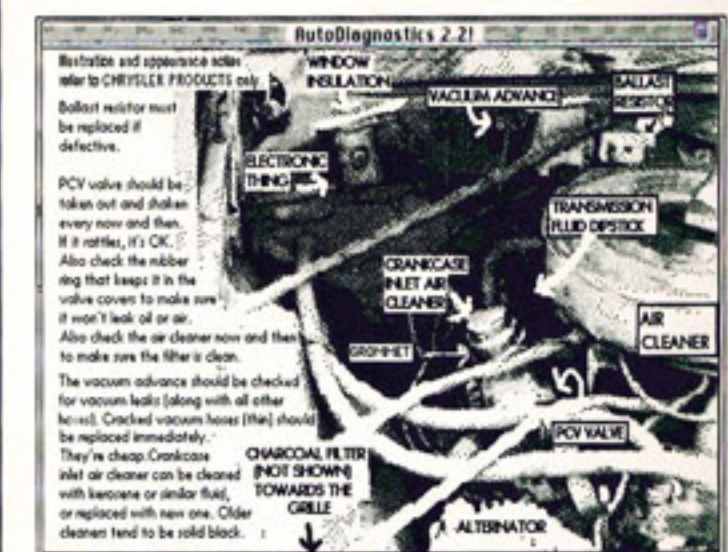 AutoDiagnostics 2.2!
Illustration and appearance notes
refer to CHRYSLER PRODUCTS only.
Ballast resistor must
be replaced if
defective.
PCV valve should be
taken out and shaken
every now and then.
If it rattles, it's OK.
Also check the rubber
ring that keeps it in the
valve covers to make sure
it won't leak oil or air.
Also check the air cleaner now and then
to make sure the filter is clean.
The vacuum advance should be checked
for vacuum leaks (along with all other
hoses). Cracked vacuum hoses (thin) should
be replaced immediately.
They're cheap. Crankcase
inlet air cleaner can be cleaned
with kerosene or similar fluid,
or replaced with new one. Older
cleaners tend to be solid black.
WINDOW
INSULATION
VACUUM ADVANCE
BALLAST
RESISTOR
ELECTRONIC
THING
TRANSMISSION
FLUID DIPSTICK
CRANKCASE
INLET AIR
CLEANER
AIR
CLEANER
GROMMET
PCV VALVE
CHARCOAL FILTER
(NOT SHOWN)
TOWARDS THE
GRILLE
ALTERNATOR